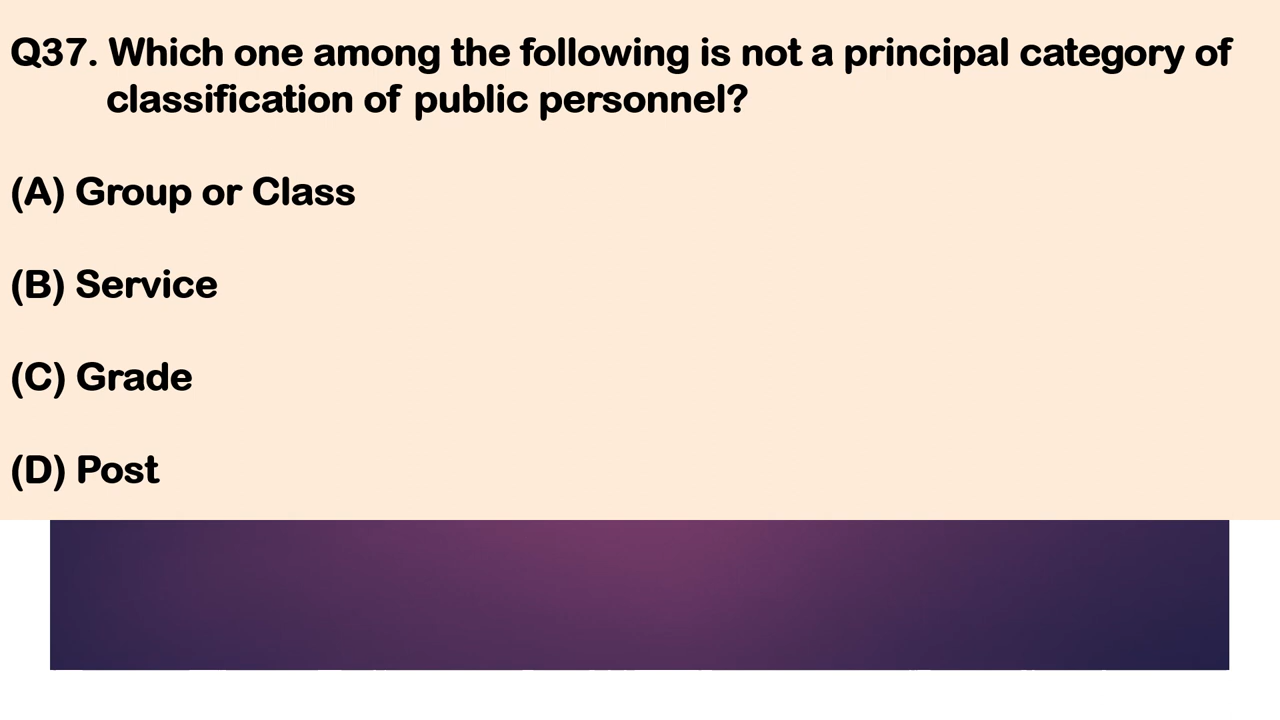 Q37. Which one among the following is not a principal category of
classification of public personnel?
(A) Group or Class
(B) Service
(C) Grade
(D) Post